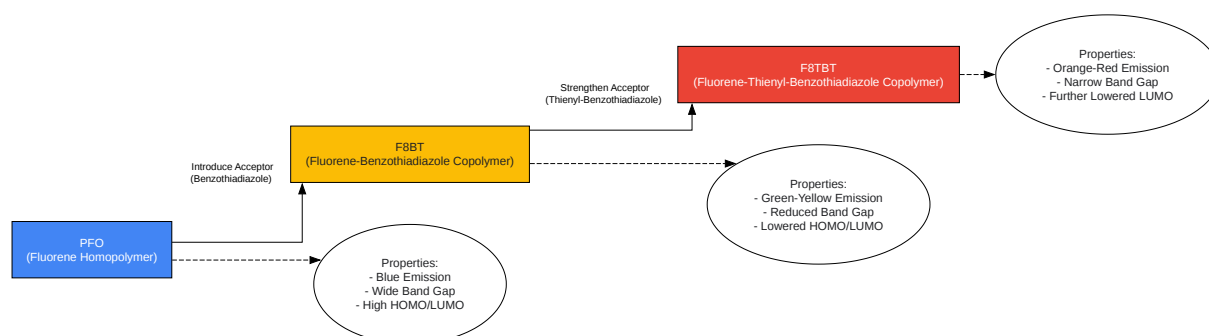 F8TBT
(Fluorene-Thienyl-Benzothiadiazole Copolymer)
Properties:
- Orange-Red Emission
- Narrow Band Gap
- Further Lowered LUMO
Strengthen Acceptor
(Thienyl-Benzothiadiazole)
F8BT
(Fluorene-Benzothiadiazole Copolymer)
Introduce Acceptor
(Benzothiadiazole)
Properties:
- Green-Yellow Emission
- Reduced Band Gap
- Lowered HOMO/LUMO
PFO
(Fluorene Homopolymer)
Properties:
- Blue Emission
- Wide Band Gap
- High HOMO/LUMO